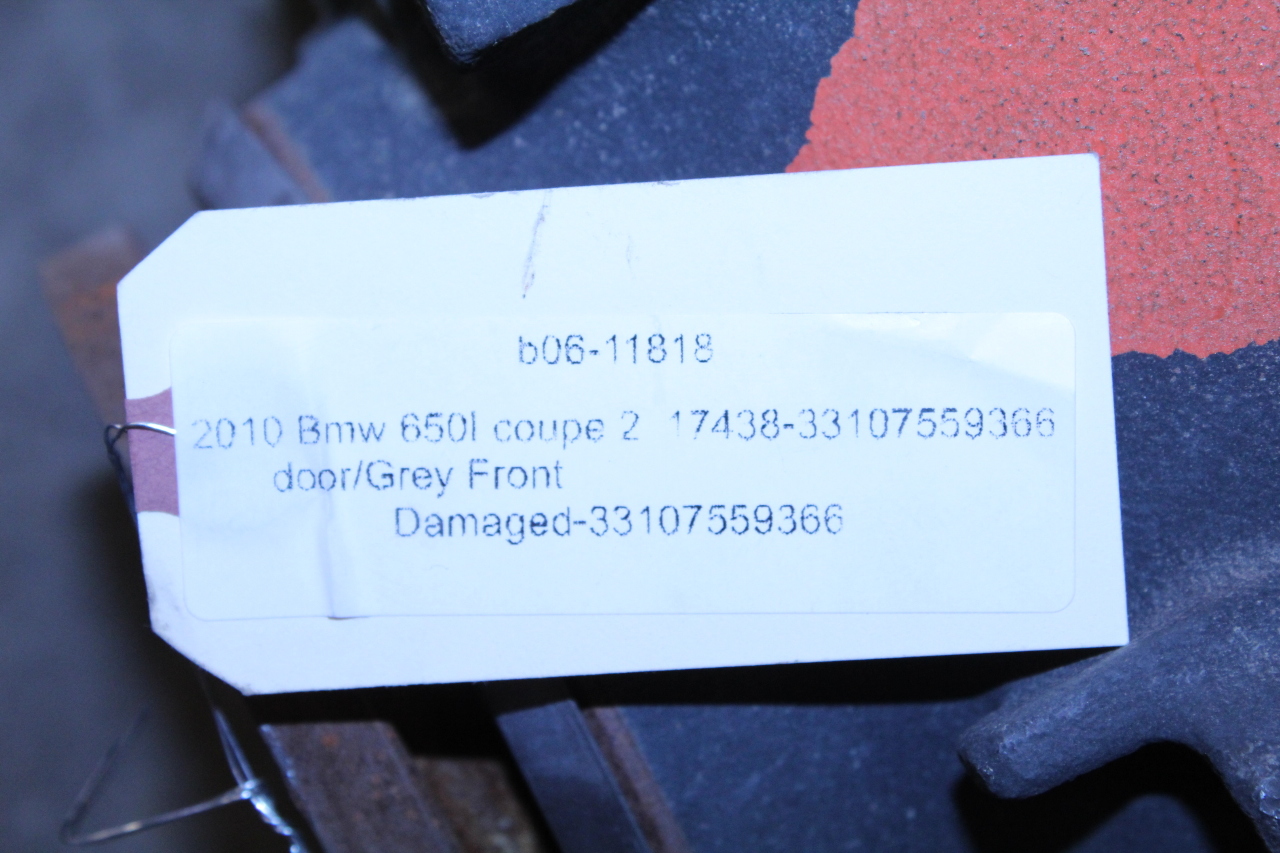 b06-11818
2010 Bmw 650I coupe 2 17438-33107559366
door/Grey Front
Damaged-33107559366